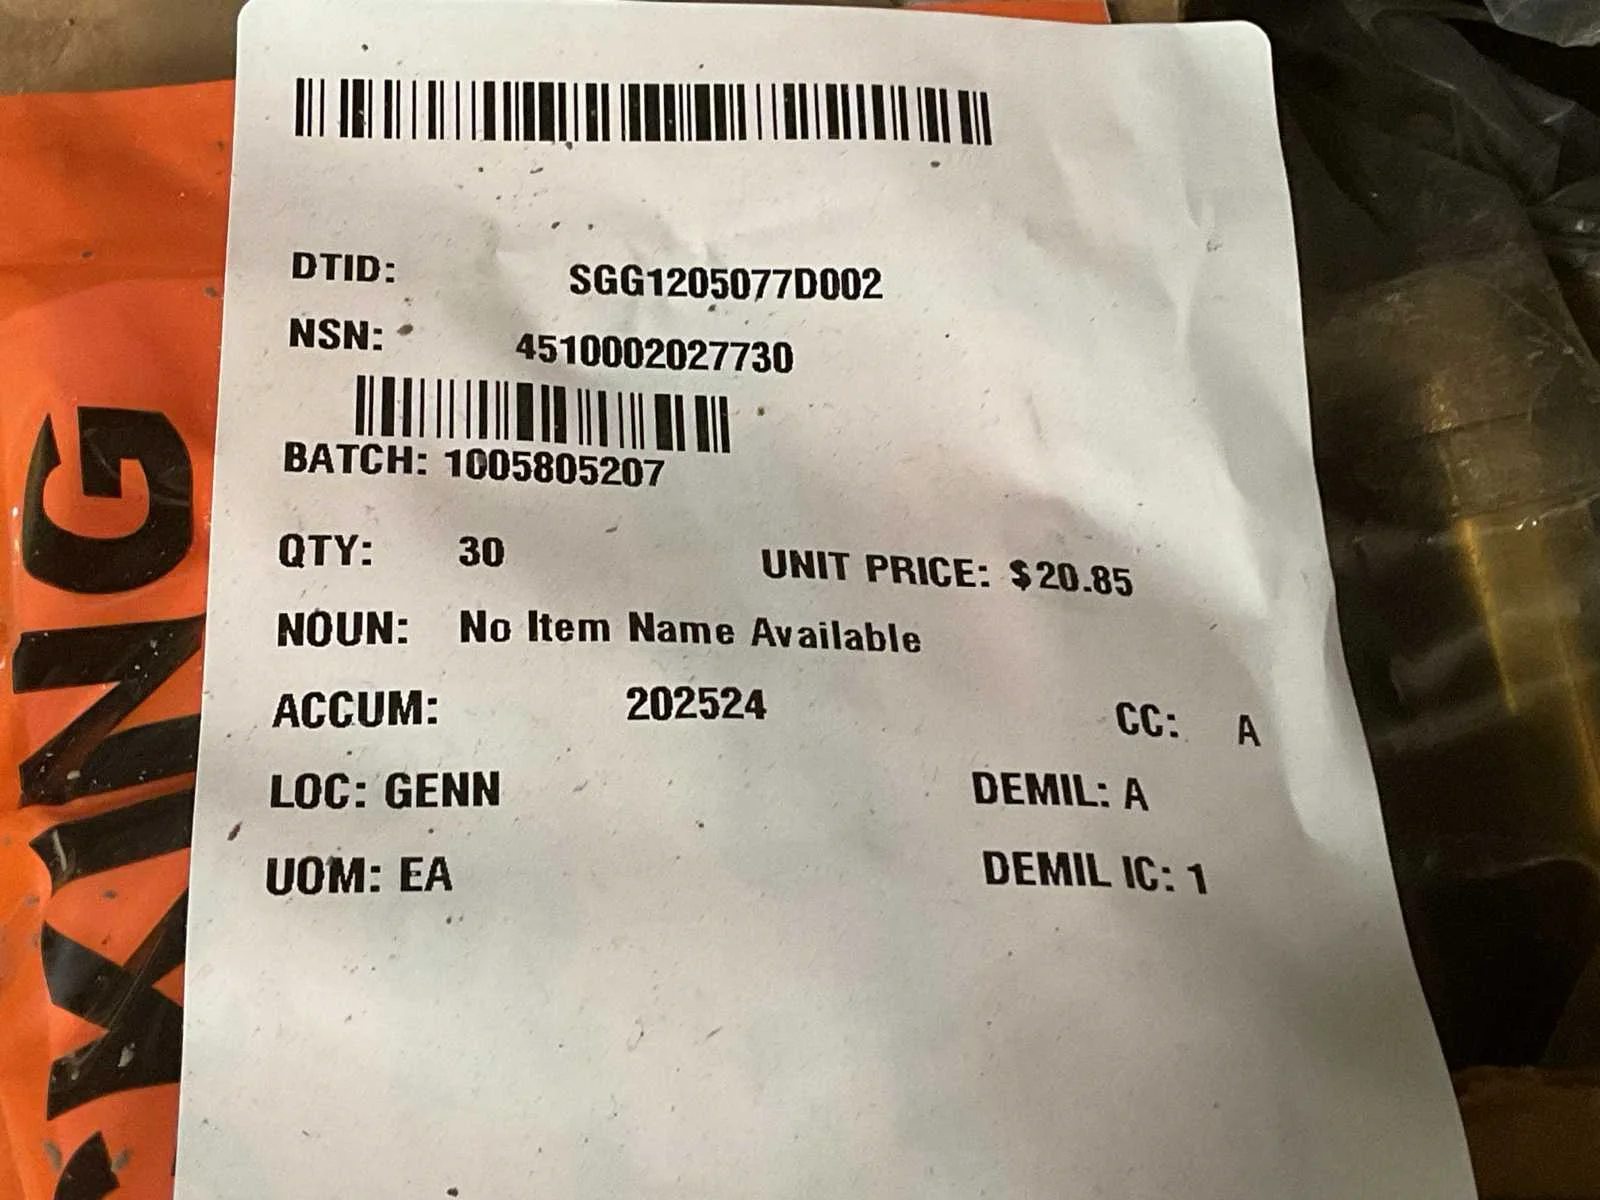 DTID: SGG1205077D002
NSN: 4510002027730
BATCH: 1005805207
QTY: 30 UNIT PRICE: $20.85
NOUN: No Item Name Available
ACCUM: 202524 CC: A
LOC: GENN DEMIL: A
UOM: EA DEMIL IC: 1
KING